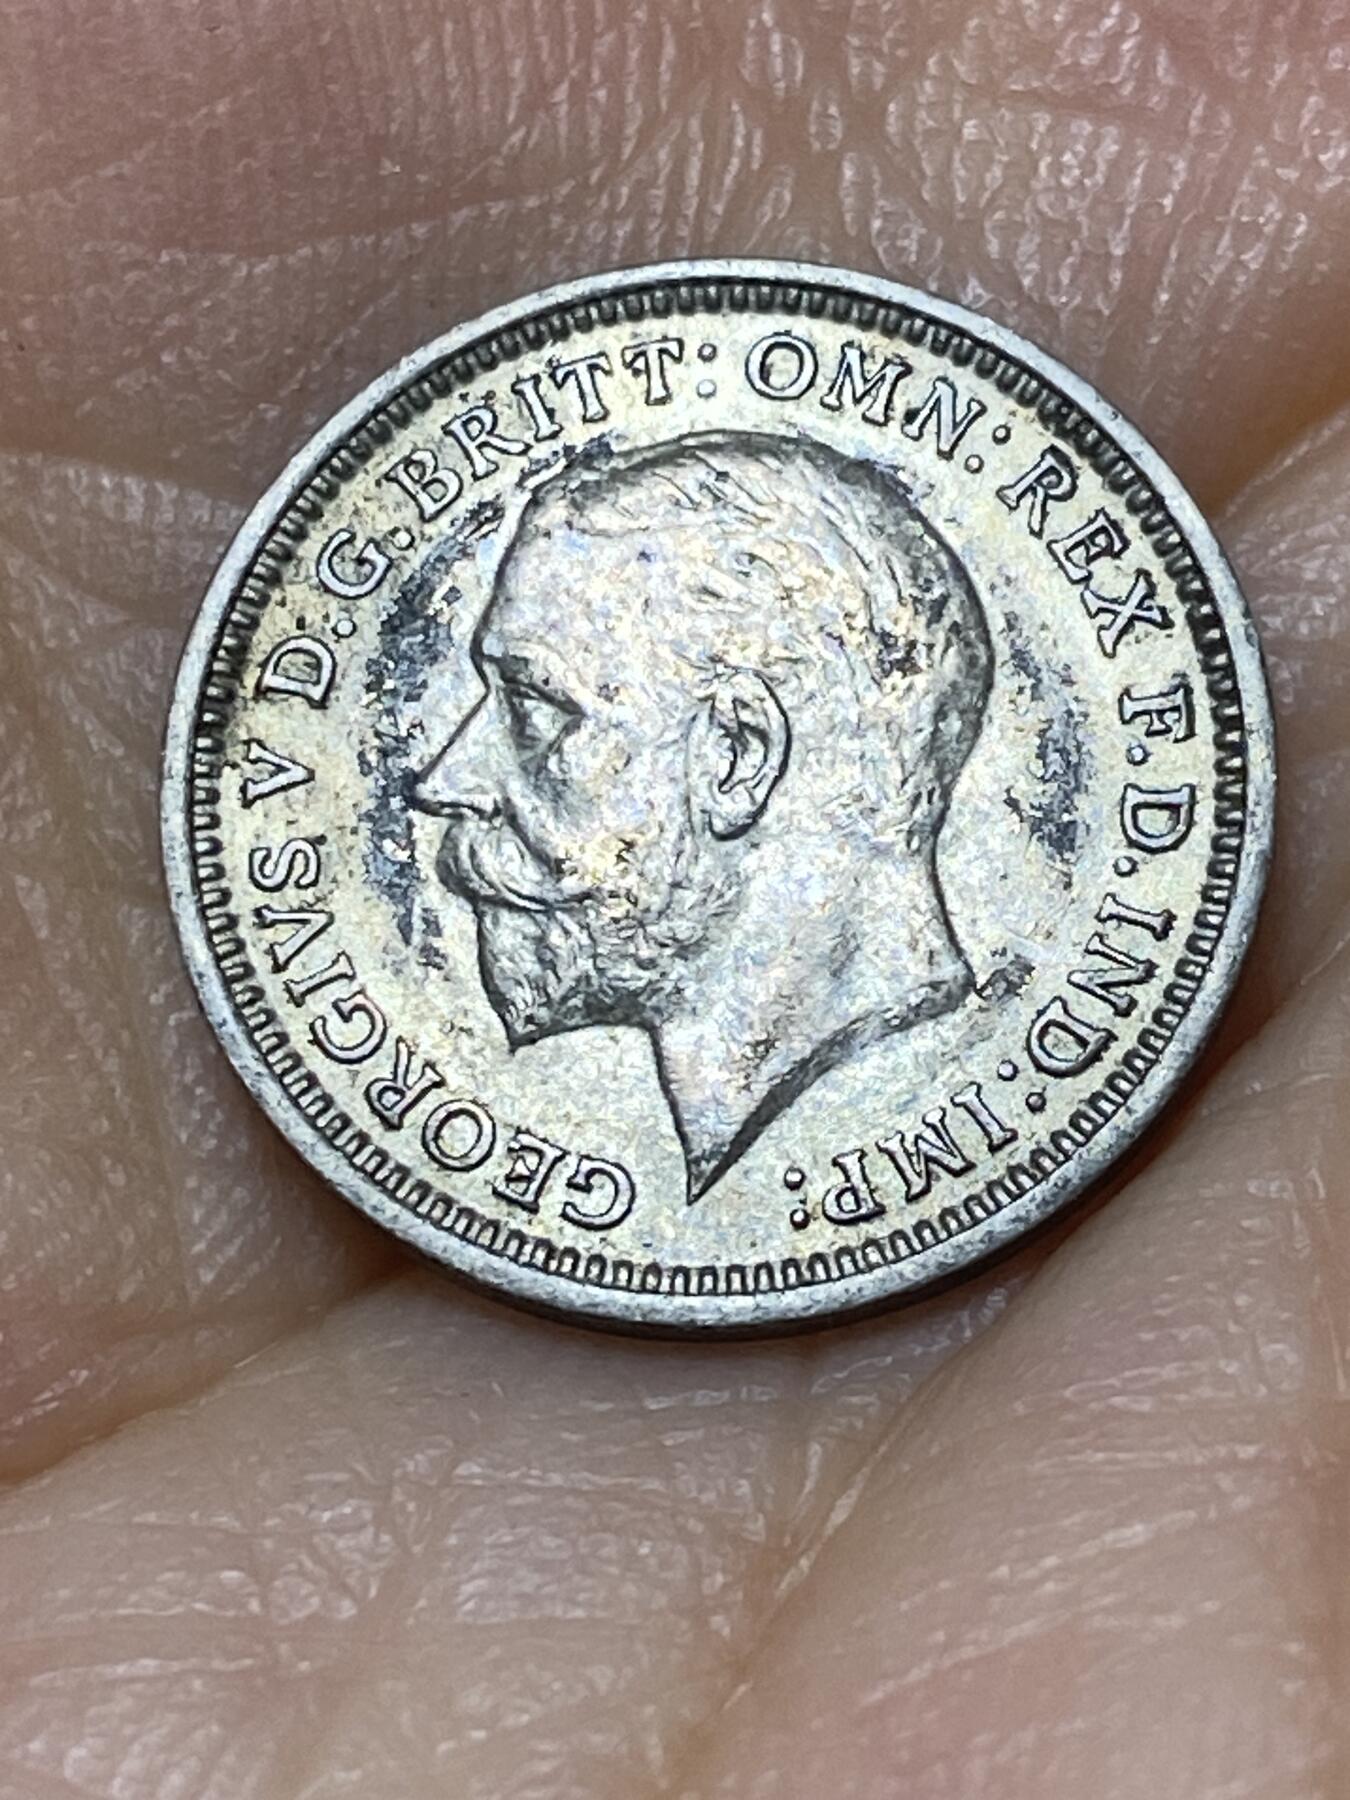 GEORGIVS V D.G.BRITT: OMN: REX F.D.IND:IMP: